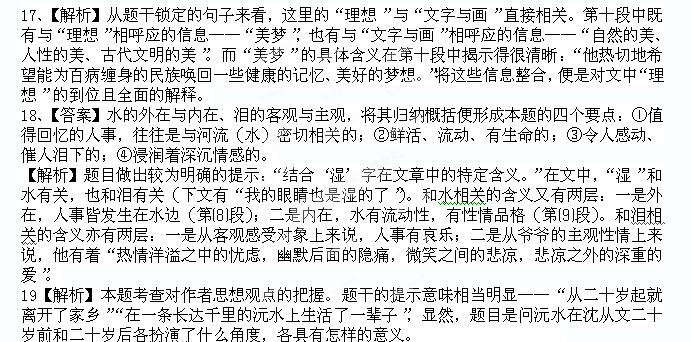 17、【解析】从题干锁定的句子来看，这里的“理想”与“文字与画”直接相关。第十段中既
有与“理想”相呼应的信息——“美梦”，也有与“文字与画”相呼应的信息——“自然的美、
人性的美、古代文明的美”。而“美梦”的具体含义在第十段中揭示得很清晰：“他热切地希
望能为百病缠身的民族唤回一些健康的记忆、美好的梦想。”将这些信息整合，便是对文中“理
想”的到位且全面的解释。
18、【答案】水的外在与内在、泪的客观与主观，将其归纳概括便形成本题的四个要点：①值
得回忆的人事，往往是与河流（水）密切相关的；②鲜活、流动、有生命的；③令人感动、
催人泪下的；④浸润着深沉情感的。
【解析】题目做出较为明确的提示：“结合‘湿’字在文章中的特定含义。”在文中，“湿”和
水有关，也和泪有关（下文有“我的眼睛也是湿的了”）。和水相关的含义又有两层：一是外
在，人事皆发生在水边（第⑻段）；二是内在，水有流动性，有性情品格（第⑼段）。和泪相
关的含义亦有两层：一是从客观感受对象上来说，人事有哀乐；二是从爷爷的主观性情上来
说，他有着“热情洋溢之中的忧虑，幽默后面的隐痛，微笑之间的悲凉，悲凉之外的深重的
爱”。
19【解析】本题考查对作者思想观点的把握。题干的提示意味相当明显——“从二十岁起就
离开了家乡”“在一条长达千里的沅水上生活了一辈子”，显然，题目是问沅水在沈从文二十
岁前和二十岁后各扮演了什么角度，各具有怎样的意义。